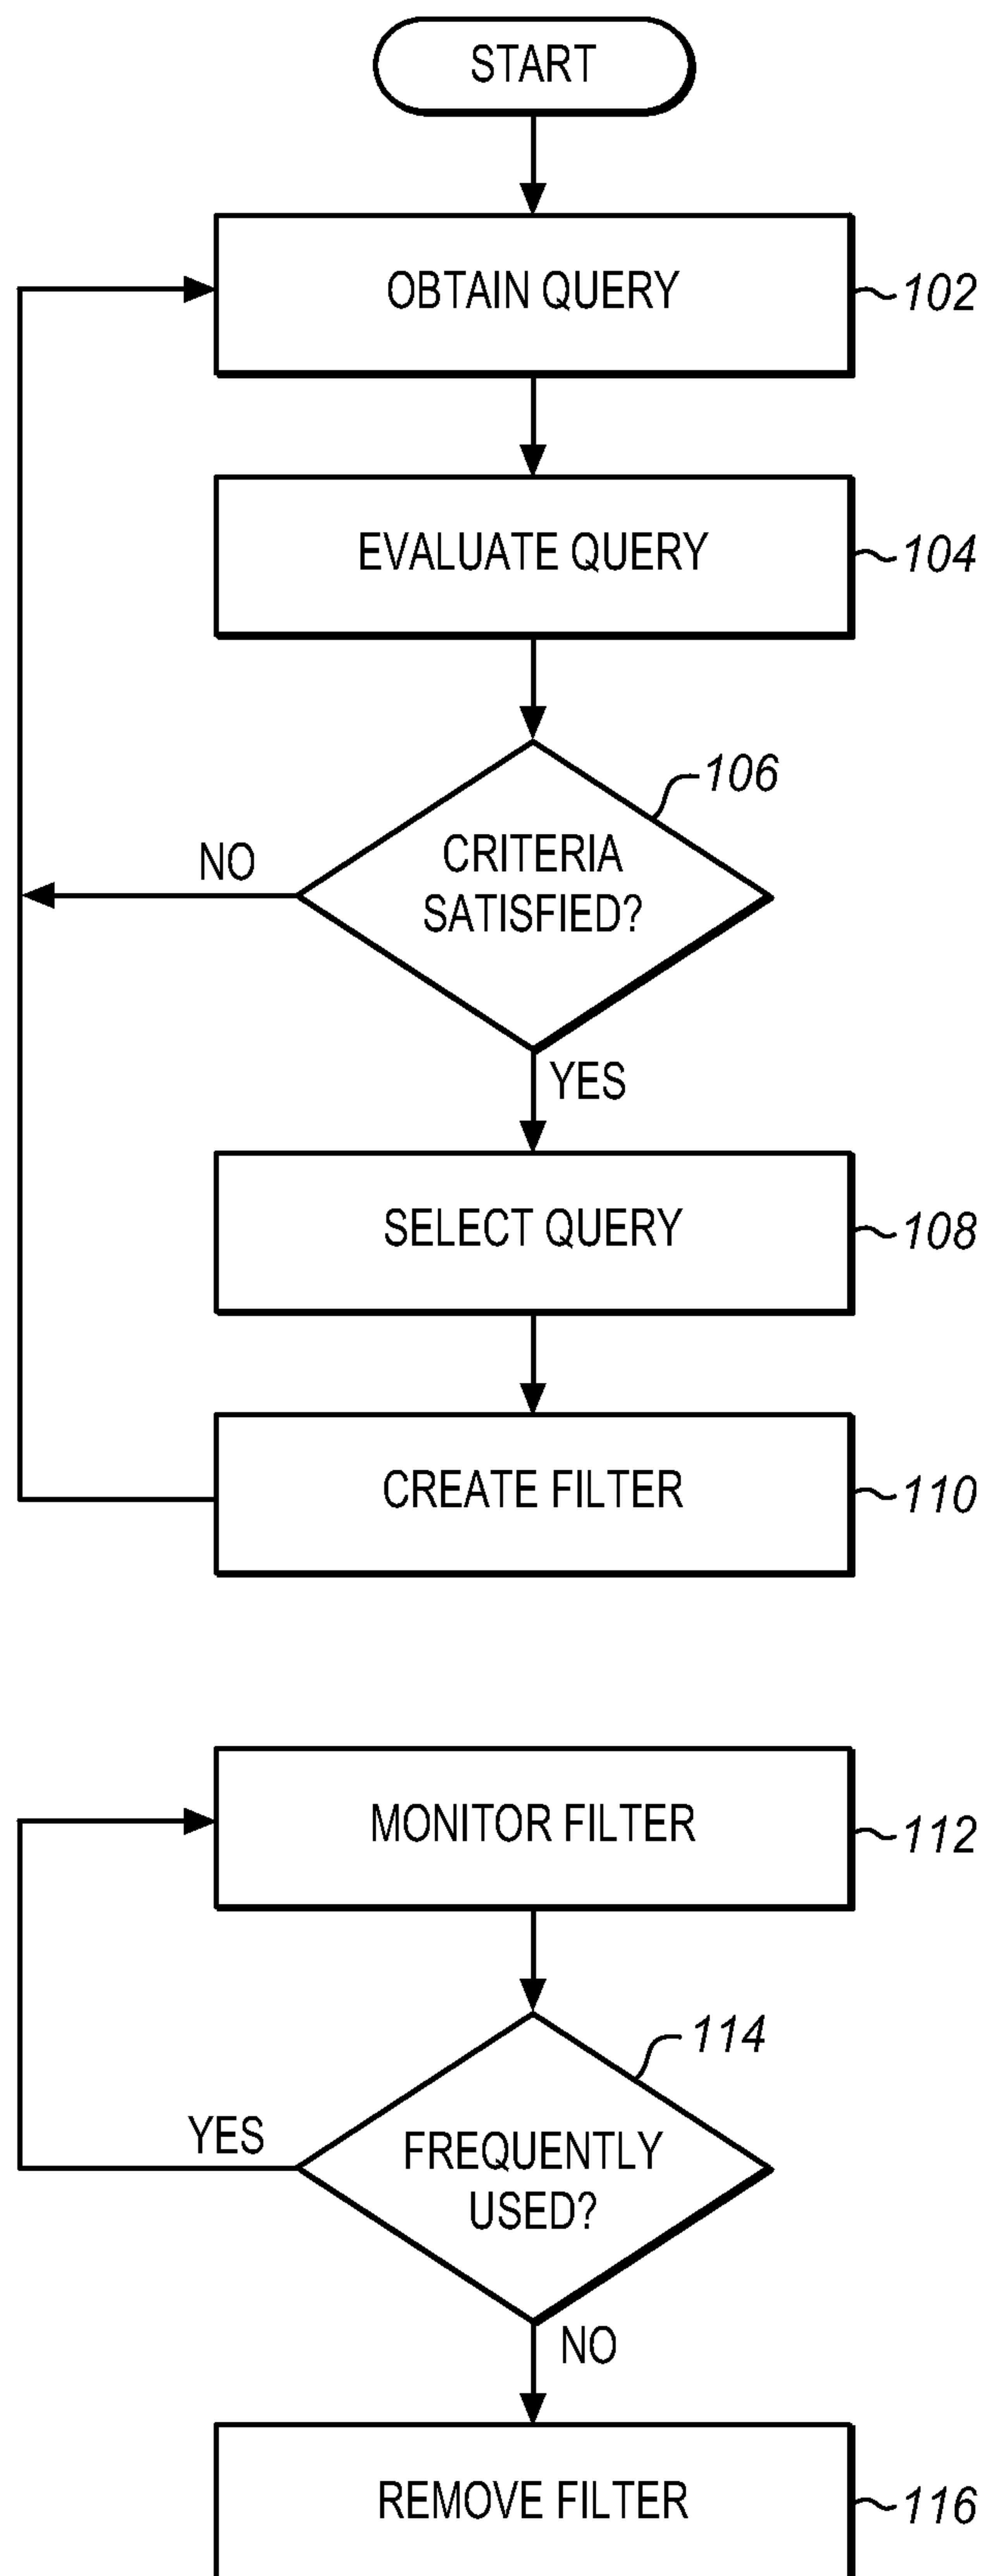 START
OBTAIN QUERY
102
EVALUATE QUERY
104
106
CRITERIA
SATISFIED?
NO
YES
SELECT QUERY
108
CREATE FILTER
110
MONITOR FILTER
112
114
FREQUENTLY
USED?
YES
NO
REMOVE FILTER
116